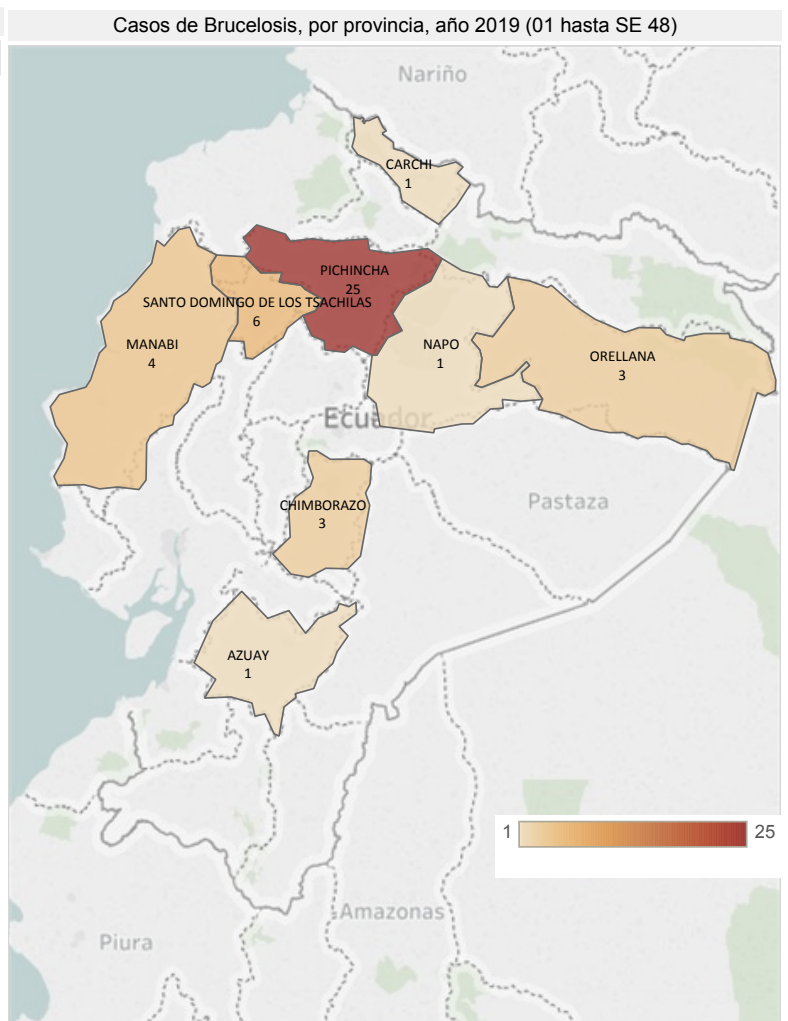 Casos de Brucelosis, por provincia, año 2019 (01 hasta SE 48)
Nariño
CARCHI
1
PICHINCHA
25
SANTO DOMINGO DE LOS TSACHILAS
6
MANABI
4
NAPO
1
ORELLANA
3
Ecuador
CHIMBORAZO
3
Pastaza
AZUAY
1
1 25
Amazonas
Piura